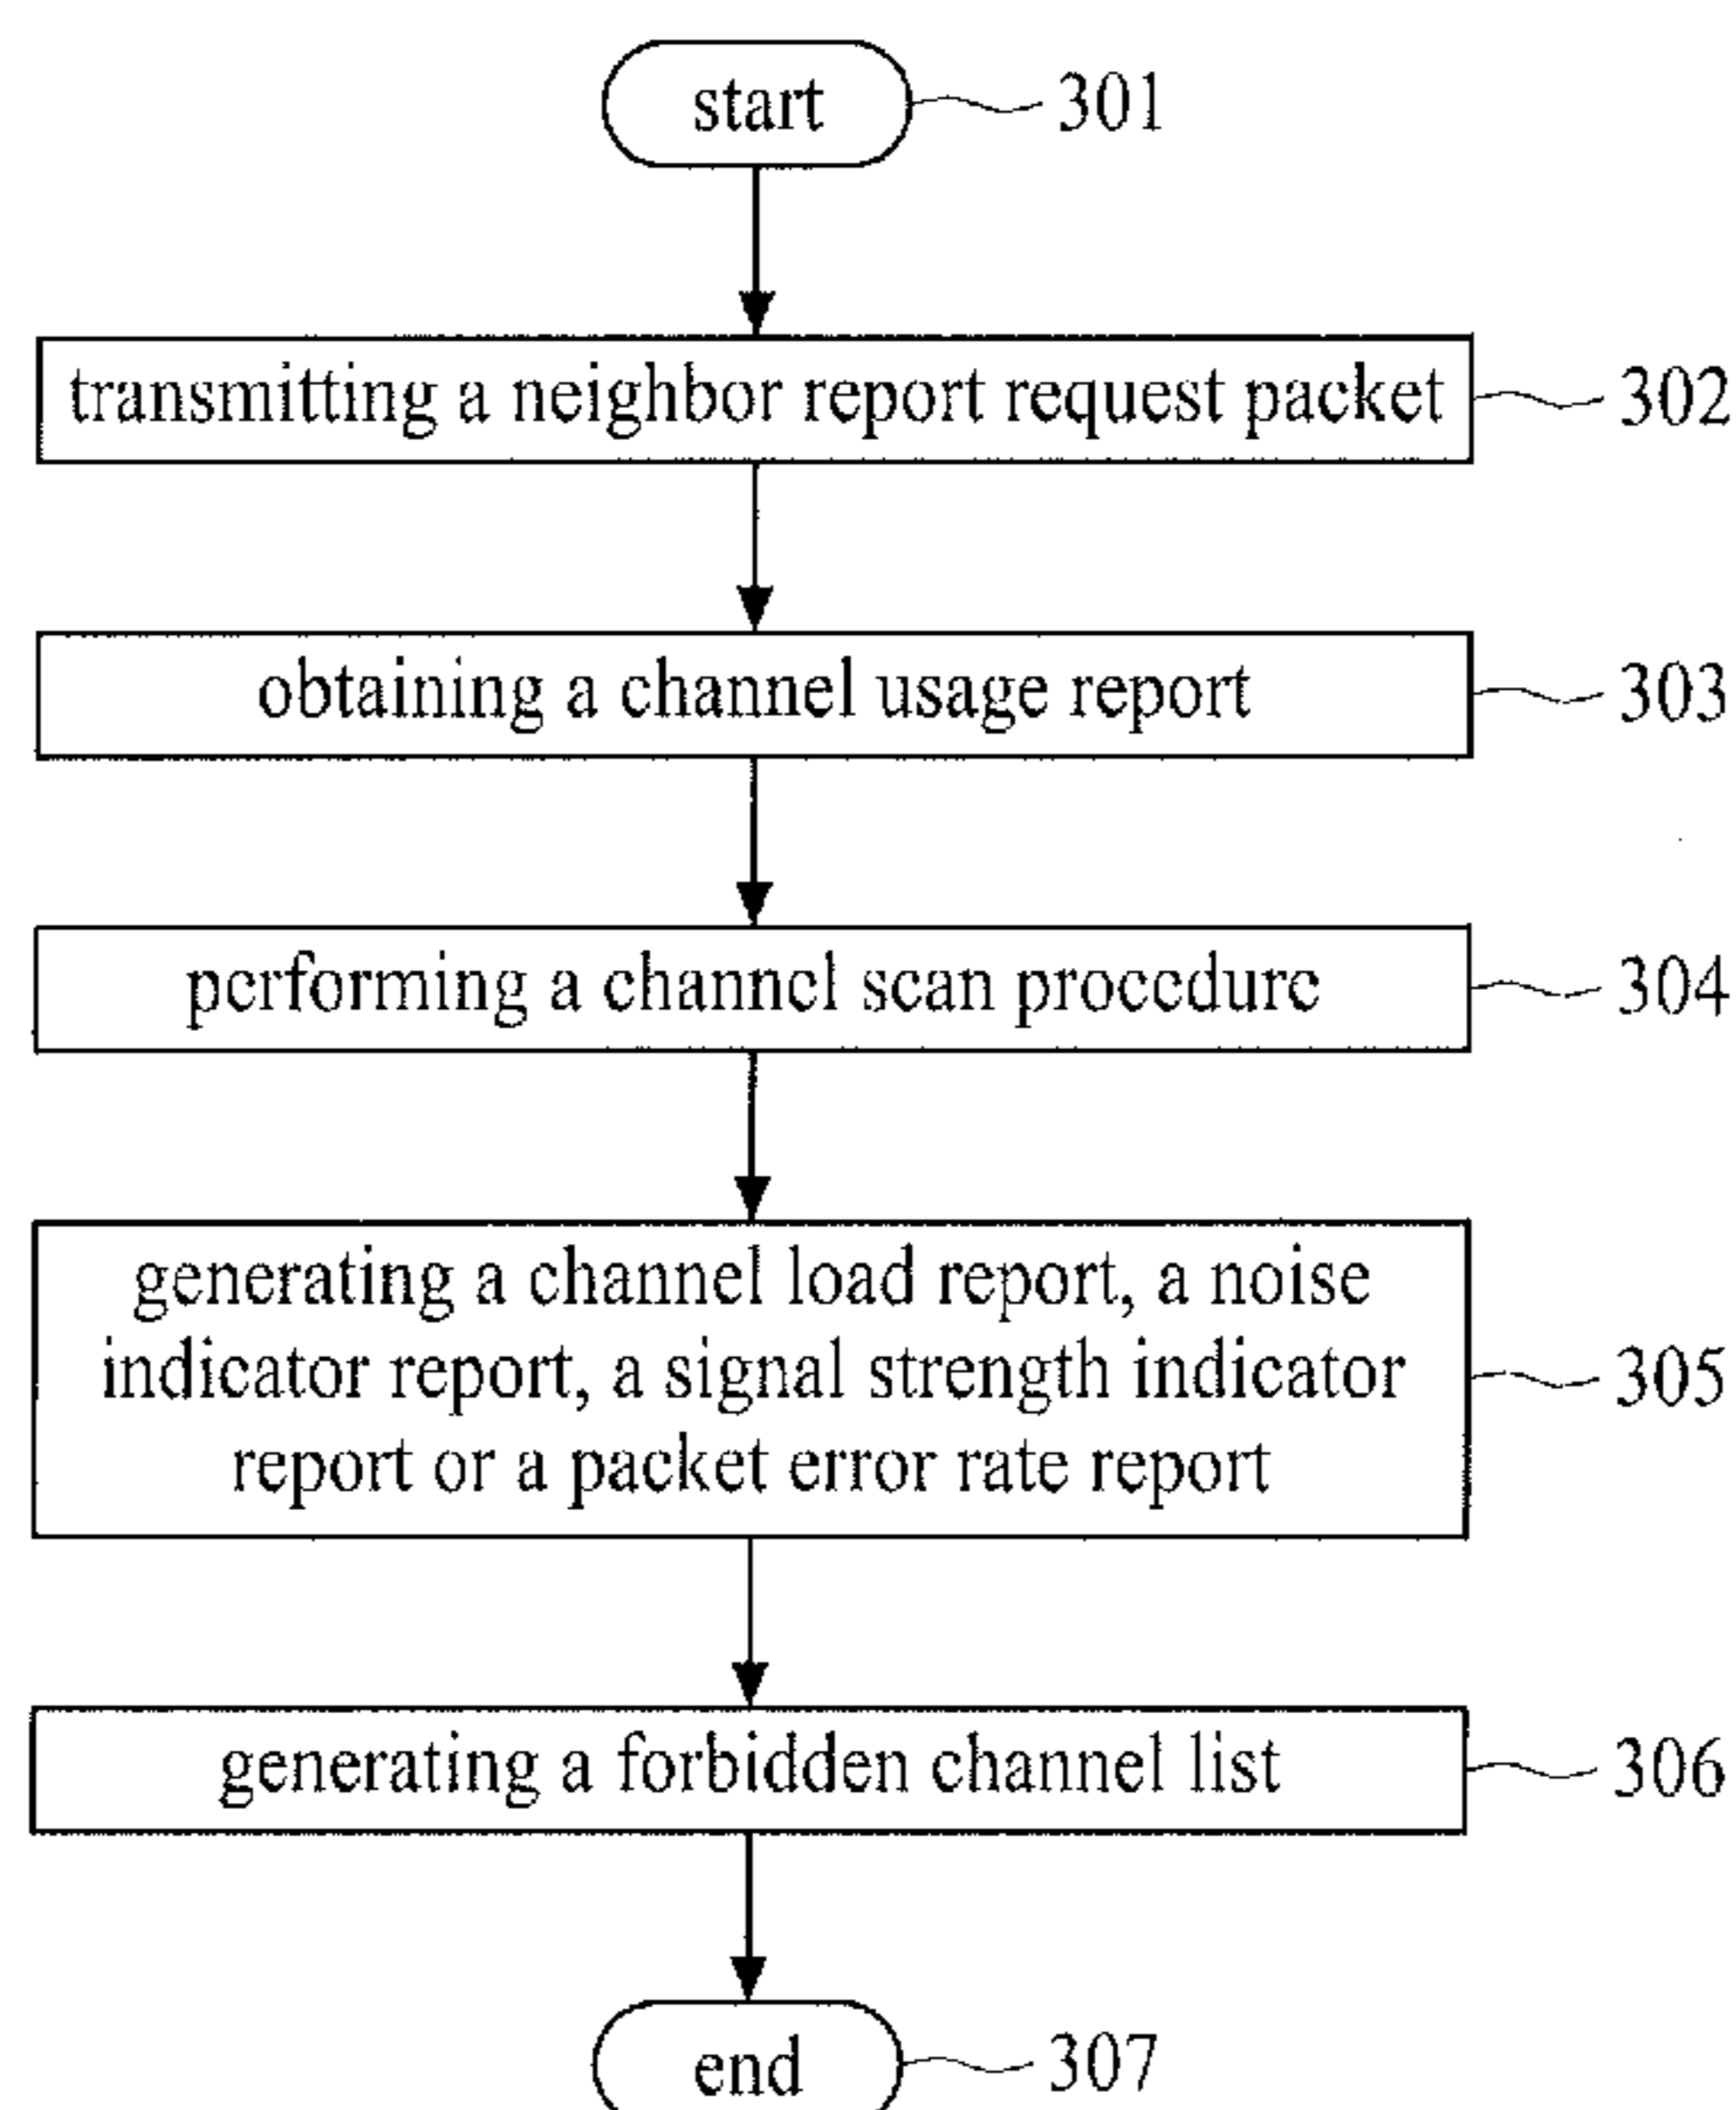 start
301
transmitting a neighbor report request packet
302
obtaining a channel usage report
303
performing a channel scan procedure
304
generating a channel load report, a noise
indicator report, a signal strength indicator
report or a packet error rate report
305
generating a forbidden channel list
306
end
307